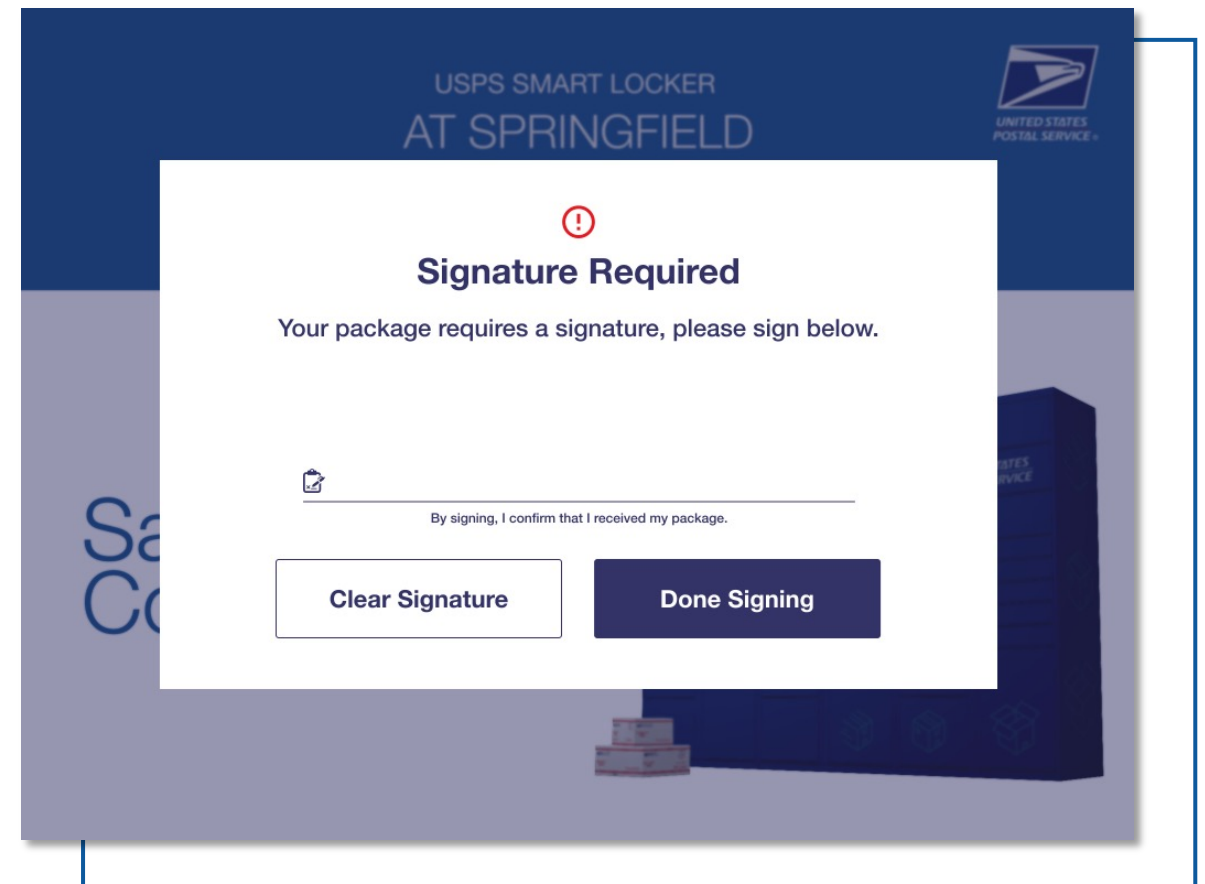 USPS SMART LOCKER
AT SPRINGFIELD
UNITED STATES
POSTAL SERVICE ®
Signature Required
Your package requires a signature, please sign below.
By signing, I confirm that I received my package.
Clear Signature
Done Signing